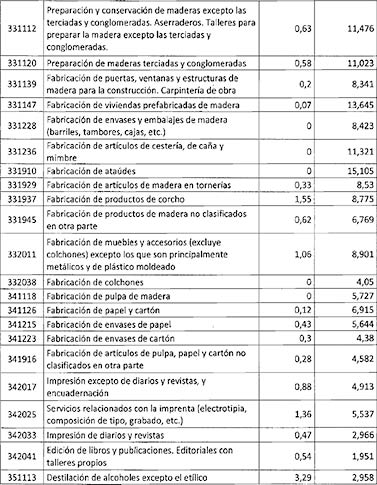 331112 Preparación y conservación de maderas excepto las terciadas y conglomeradas. Aserraderos. Talleres para preparar la madera excepto las terciadas y conglomeradas. 0,63 11,476
331120 Preparación de maderas terciadas y conglomeradas 0,58 11,023
331139 Fabricación de puertas, ventanas y estructuras de madera para la construcción. Carpintería de obra 0,2 8,341
331147 Fabricación de viviendas prefabricadas de madera 0,07 13,645
331228 Fabricación de envases y embalajes de madera (barriles, tambores, cajas, etc.) 0 8,423
331236 Fabricación de artículos de cestería, de caña y mimbre 0 11,321
331910 Fabricación de ataúdes 0 15,105
331929 Fabricación de artículos de madera en tornerías 0,33 8,53
331937 Fabricación de productos de corcho 1,55 8,775
331945 Fabricación de productos de madera no clasificados en otra parte 0,62 6,769
332011 Fabricación de muebles y accesorios (excluye colchones) excepto los que son principalmente metálicos y de plástico moldeado 1,06 8,901
332038 Fabricación de colchones 0 4,05
341118 Fabricación de pulpa de madera 0 5,727
341126 Fabricación de papel y cartón 0,12 6,915
341215 Fabricación de envases de papel 0,43 5,644
341223 Fabricación de envases de cartón 0,3 4,38
341916 Fabricación de artículos de pulpa, papel y cartón no clasificados en otra parte 0,28 4,582
342017 Impresión excepto de diarios y revistas, y encuadernación 0,88 4,913
342025 Servicios relacionados con la imprenta (electrotipia, composición de tipo, grabado, etc.) 1,36 5,537
342033 Impresión de diarios y revistas 0,47 2,966
342041 Edición de libros y publicaciones. Editoriales con talleres propios 0,54 1,951
351113 Destilación de alcoholes excepto el etílico 3,29 2,958